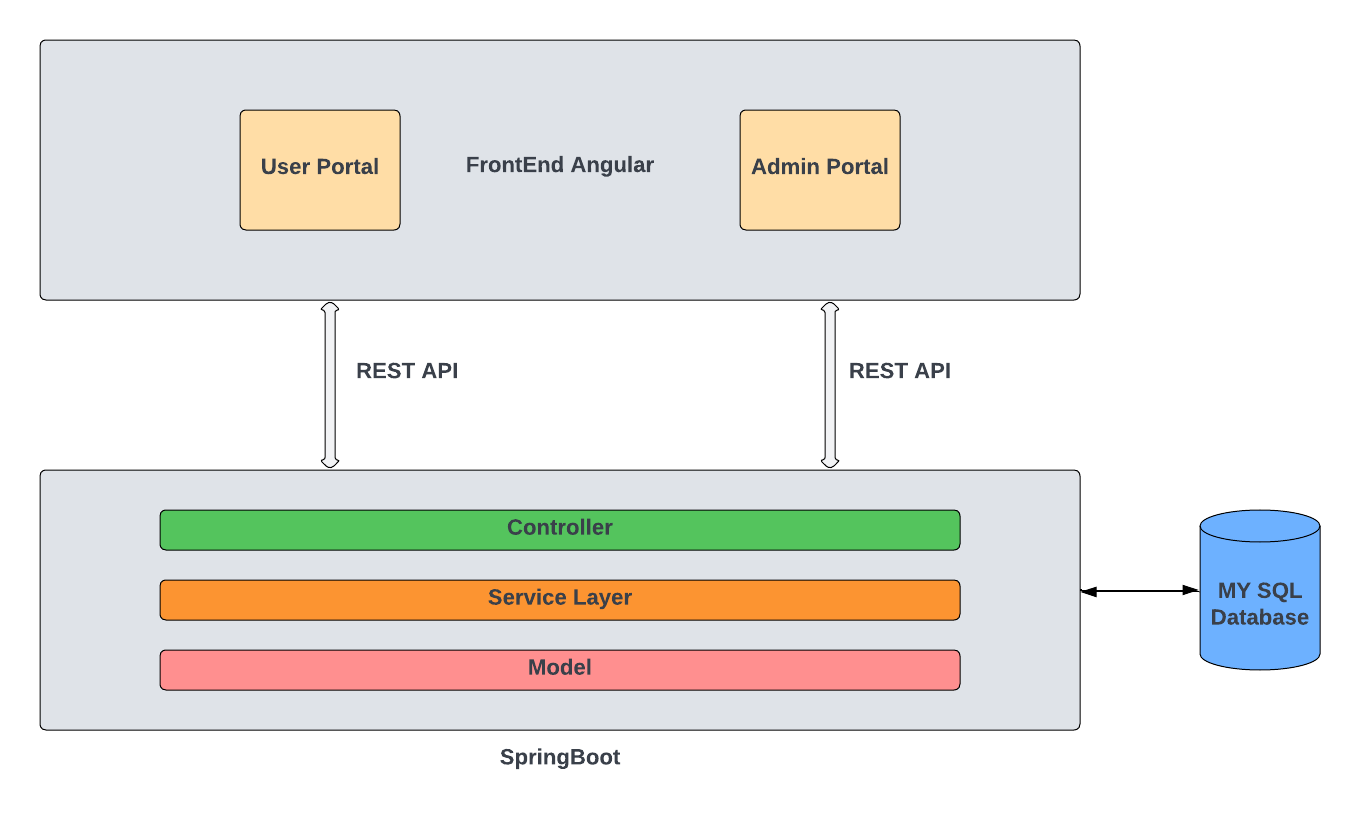 User Portal
FrontEnd Angular
Admin Portal
REST API
REST API
Controller
Service Layer
Model
MY SQL
Database
SpringBoot